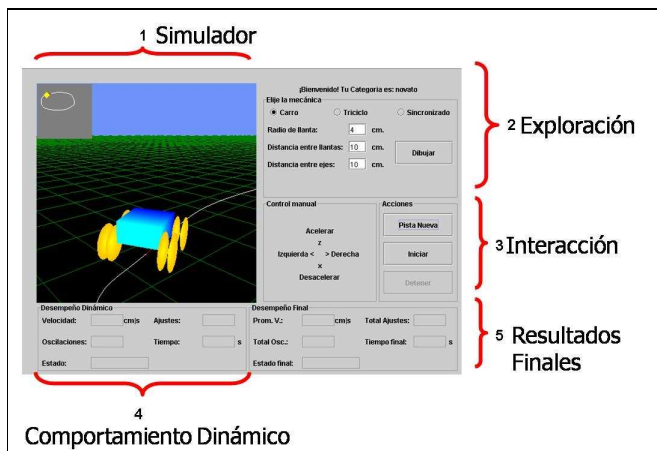 1 Simulador
¡Bienvenido! Tu Categoria es: novato
Elije la mecánica
Carro Triciclo Sincronizado
Radio de llanta: 4 cm.
Distancia entre llantas: 10 cm.
Distancia entre ejes: 10 cm.
Dibujar
2 Exploración
Control manual
Acelerar
z
Izquierda < > Derecha
x
Desacelerar
Acciones
Pista Nueva
Iniciar
Detener
3 Interacción
Desempeño Dinámico
Velocidad: cm/s Ajustes:
Oscilaciones: Tiempo: s
Estado:
Desempeño Final
Prom. V.: cm/s Total Ajustes:
Total Osc.: Tiempo final: s
Estado final:
5 Resultados
Finales
4
Comportamiento Dinámico